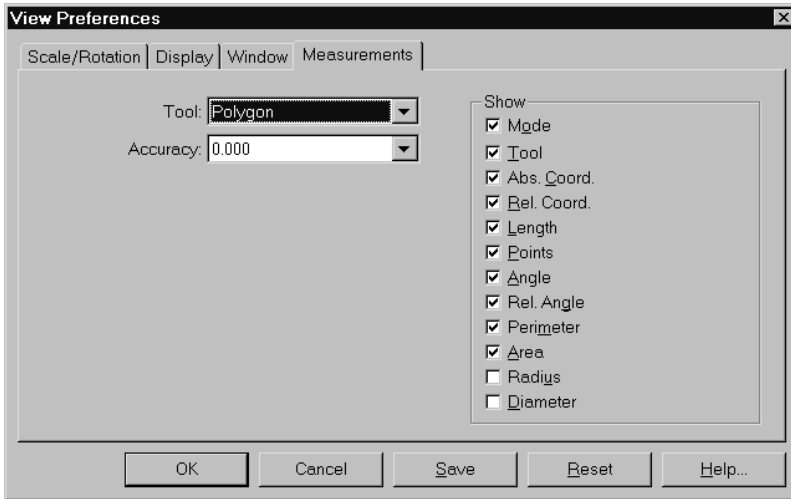 View Preferences
Scale/Rotation Display Window Measurements
Tool: Polygon
Accuracy: 0.000
Show
Mode
Tool
Abs. Coord.
Rel. Coord.
Length
Points
Angle
Rel. Angle
Perimeter
Area
Radius
Diameter
OK Cancel Save Reset Help...